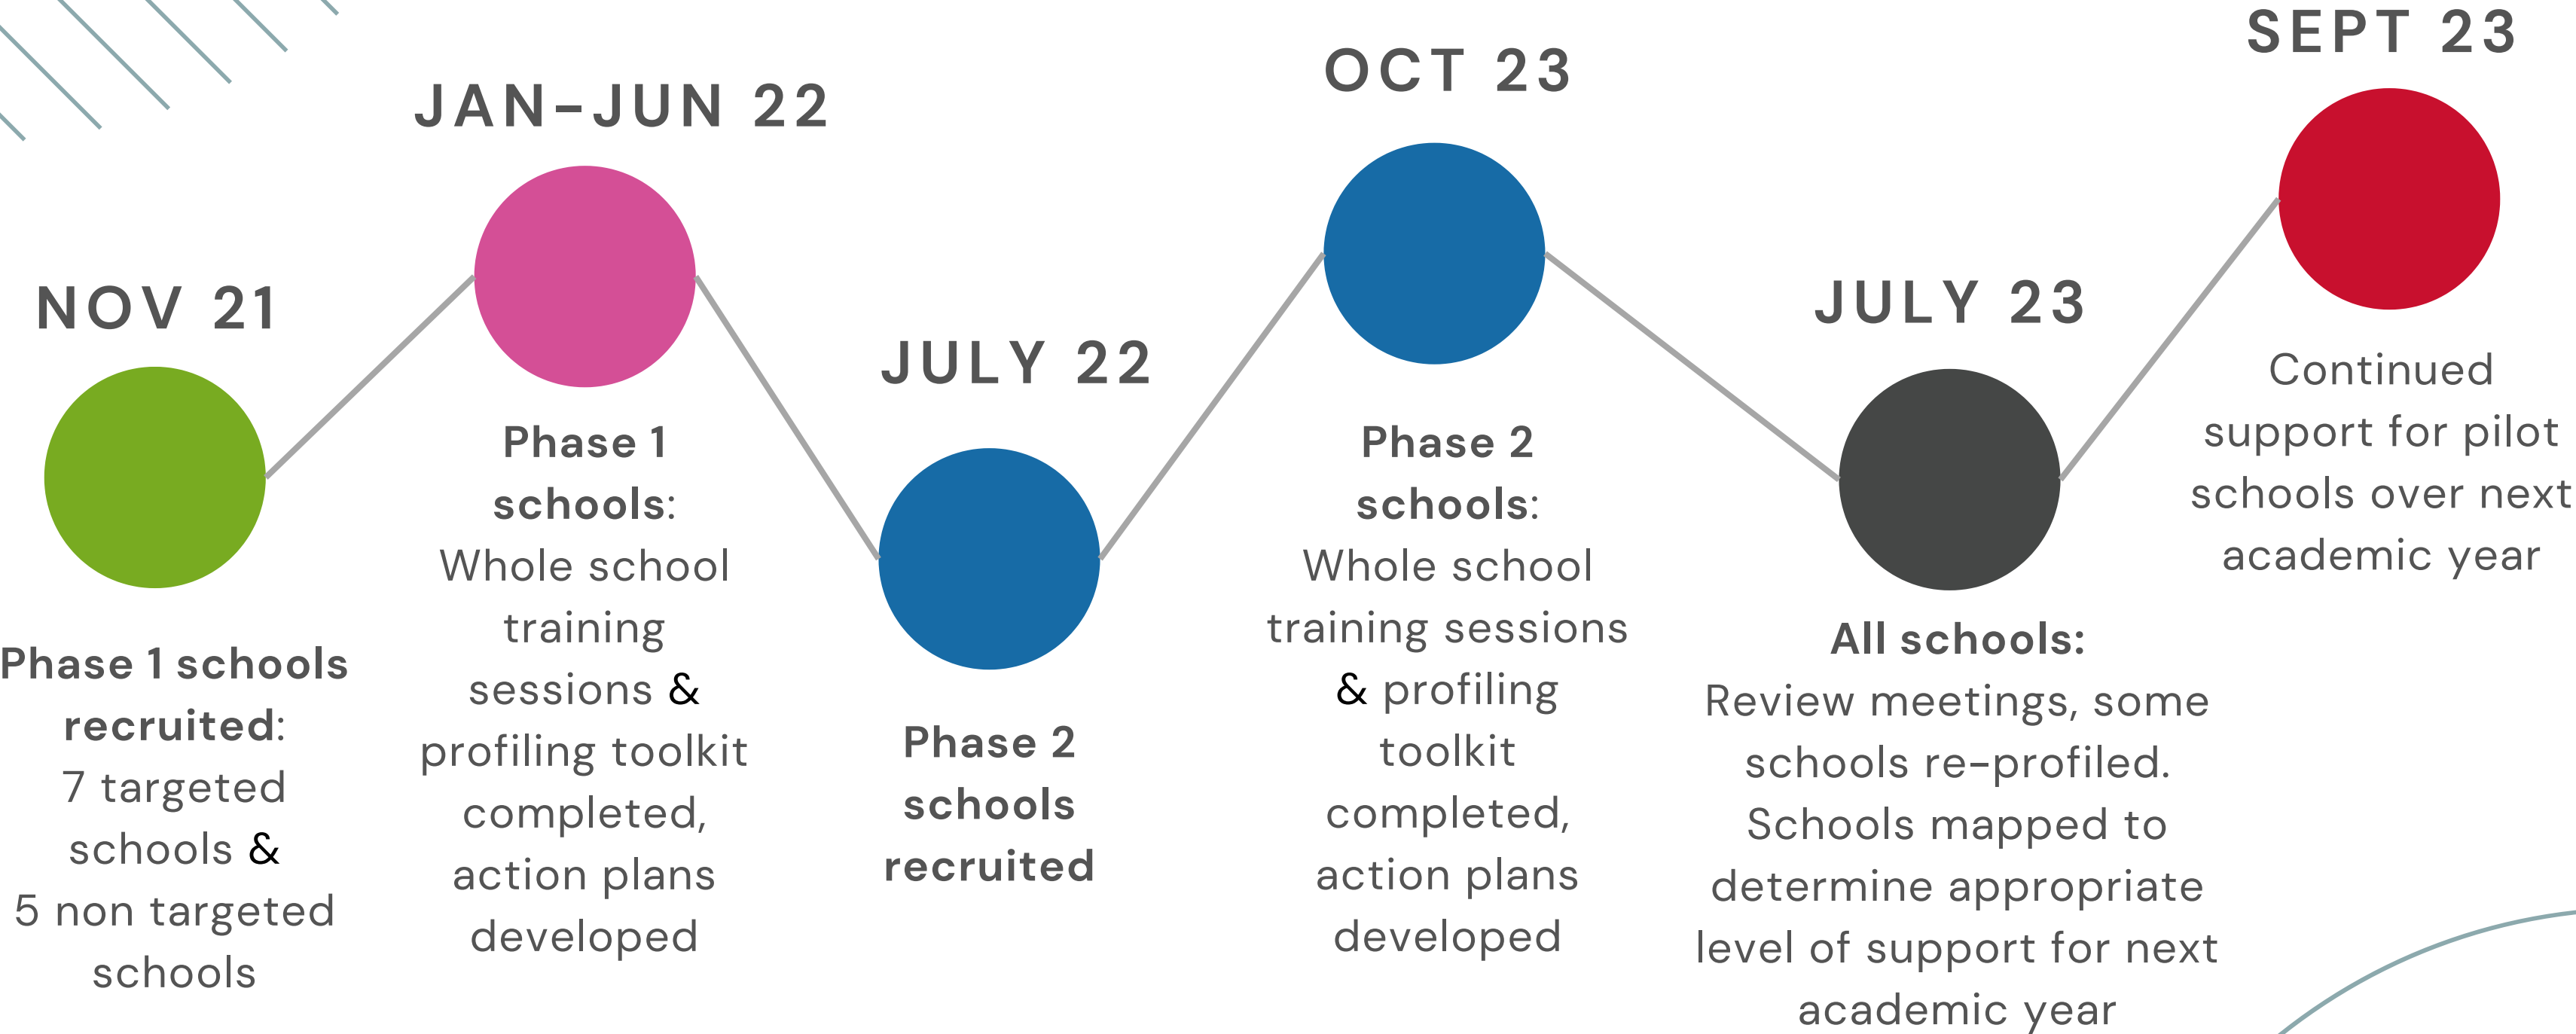 NOV 21
Phase 1 schools
recruited:
7 targeted
schools &
5 non targeted
schools
JAN-JUN 22
Phase 1
schools:
Whole school
training
sessions &
profiling toolkit
completed,
action plans
developed
JULY 22
Phase 2
schools
recruited
OCT 23
Phase 2
schools:
Whole school
training sessions
& profiling
toolkit
completed,
action plans
developed
JULY 23
All schools:
Review meetings, some
schools re-profiled.
Schools mapped to
determine appropriate
level of support for next
academic year
SEPT 23
Continued
support for pilot
schools over next
academic year